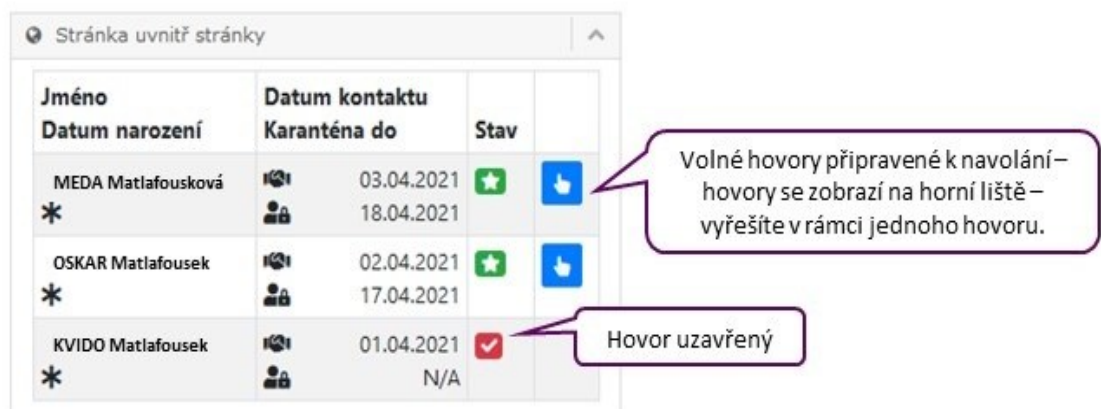 Stránka uvnitř stránky
Jméno
Datum narození
Datum kontaktu
Karanténa do
Stav
MEDA Matlafousková
03.04.2021
18.04.2021
Volné hovory připravené k navolání –
hovory se zobrazí na horní liště –
vyřešíte v rámci jednoho hovoru.
OSKAR Matlafousek
02.04.2021
17.04.2021
KVIDO Matlafousek
01.04.2021
N/A
Hovor uzavřený